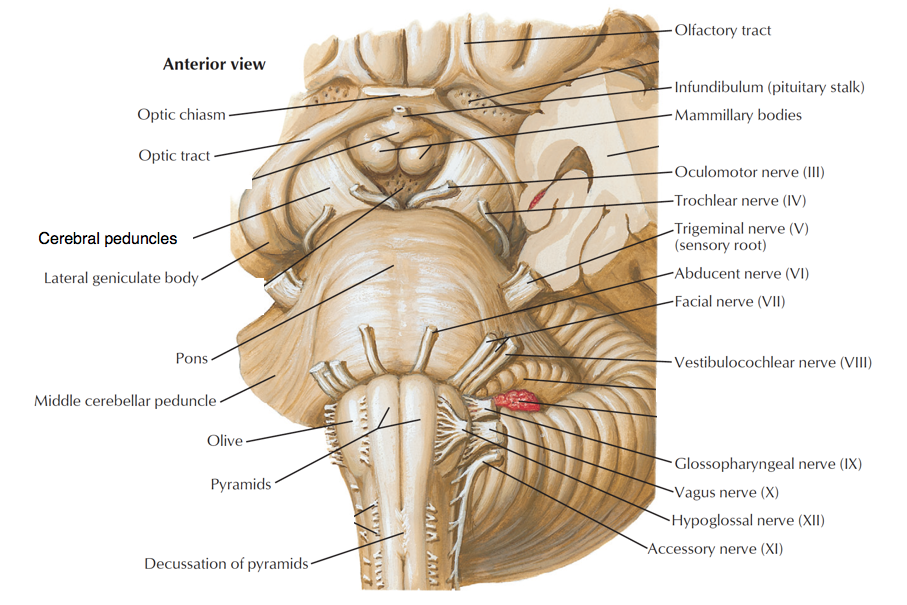 Anterior view
Optic chiasm
Optic tract
Cerebral peduncles
Lateral geniculate body
Pons
Middle cerebellar peduncle
Olive
Pyramids
Decussation of pyramids
Olfactory tract
Infundibulum (pituitary stalk)
Mammillary bodies
Oculomotor nerve (III)
Trochlear nerve (IV)
Trigeminal nerve (V)
(sensory root)
Abducent nerve (VI)
Facial nerve (VII)
Vestibulocochlear nerve (VIII)
Glossopharyngeal nerve (IX)
Vagus nerve (X)
Hypoglossal nerve (XII)
Accessory nerve (XI)